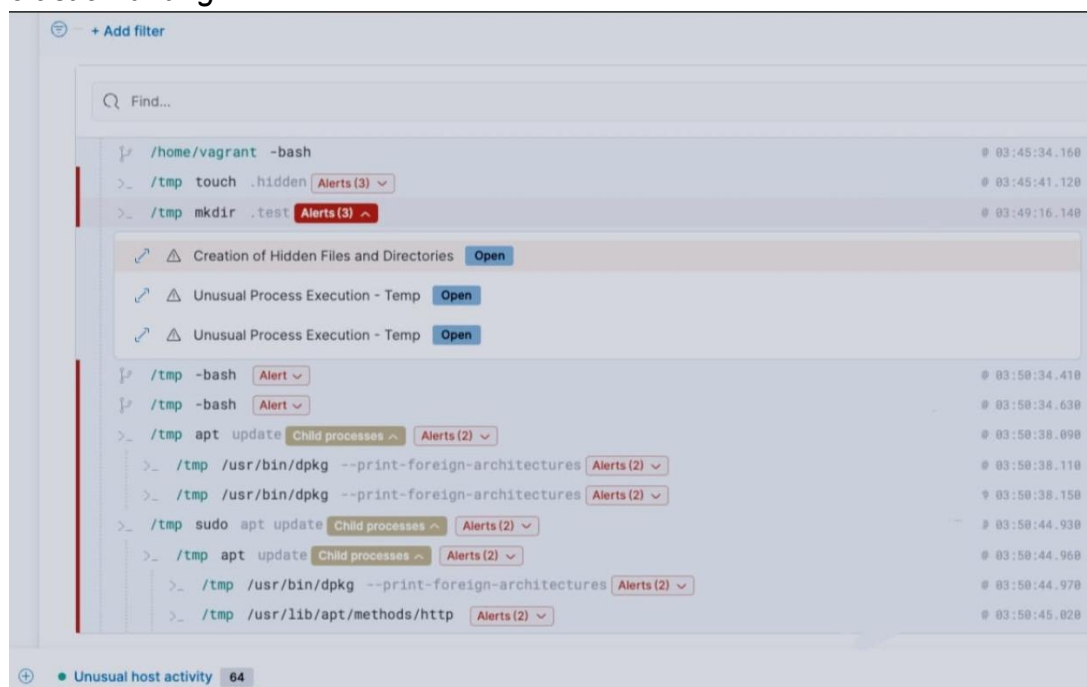 + Add filter
Find...
/home/vagrant -bash 03:45:34.160
>_ /tmp touch .hidden Alerts (3) 03:45:41.120
>_ /tmp mkdir .test Alerts (3) 03:49:16.140
Creation of Hidden Files and Directories Open
Unusual Process Execution - Temp Open
Unusual Process Execution - Temp Open
/tmp -bash Alert 03:50:34.410
/tmp -bash Alert 03:50:34.630
>_ /tmp apt update Child processes Alerts (2) 03:50:38.090
>_ /tmp /usr/bin/dpkg --print-foreign-architectures Alerts (2) 03:50:38.110
>_ /tmp /usr/bin/dpkg --print-foreign-architectures Alerts (2) 03:50:38.150
>_ /tmp sudo apt update Child processes Alerts (2) 03:50:44.930
>_ /tmp apt update Child processes Alerts (2) 03:50:44.960
>_ /tmp /usr/bin/dpkg --print-foreign-architectures Alerts (2) 03:50:44.970
>_ /tmp /usr/lib/apt/methods/http Alerts (2) 03:50:45.020
Unusual host activity 64